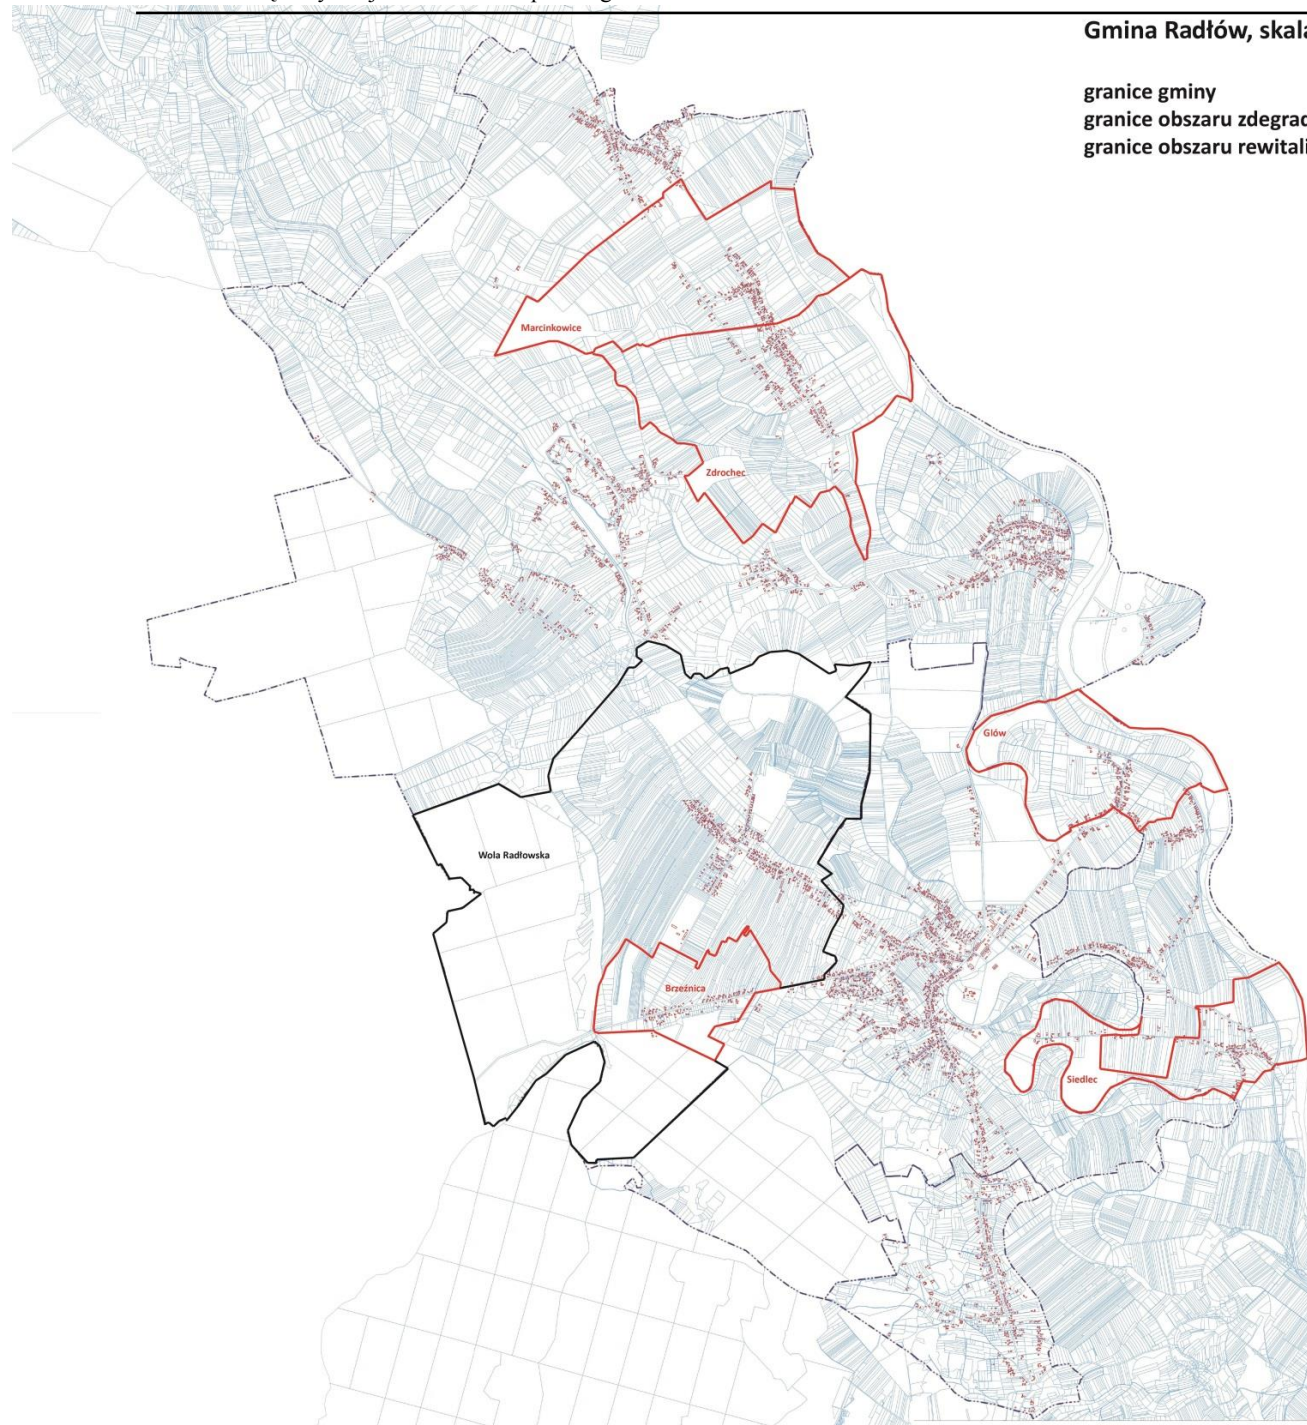 Gmina Radłów, skala
granice gminy
granice obszaru zdegrad
granice obszaru rewitali
Marcinkowice
Zdrochec
Głów
Wola Radłowska
Brzeźnica
Siedlec